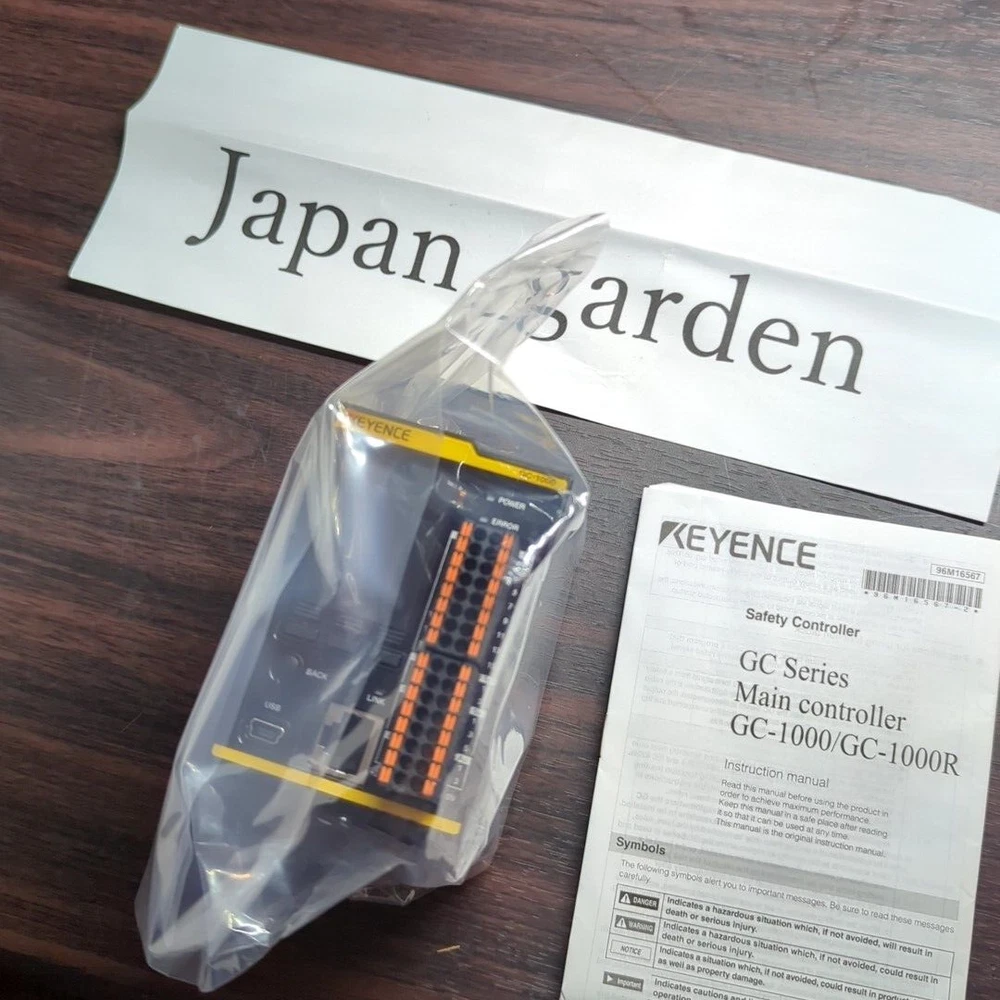 Japan garden
KEYENCE
GC-1000
POWER
ERROR
BACK
LINK
USB
KEYENCE
96M16567
*96M16567-2*
Safety Controller
GC Series
Main controller
GC-1000/GC-1000R
Instruction manual
Read this manual before using the product in
order to achieve maximum performance.
Keep this manual in a safe place after reading
it so that it can be used at any time.
This manual is the original instruction manual.
Symbols
The following symbols alert you to important messages. Be sure to read these messages
carefully.
DANGER
Indicates a hazardous situation which, if not avoided, will result in
death or serious injury.
WARNING
Indicates a hazardous situation which, if not avoided, could result in
death or serious injury.
NOTICE
Indicates a situation which, if not avoided, could result in product
as well as property damage.
Important
Indicates cautions and
operation